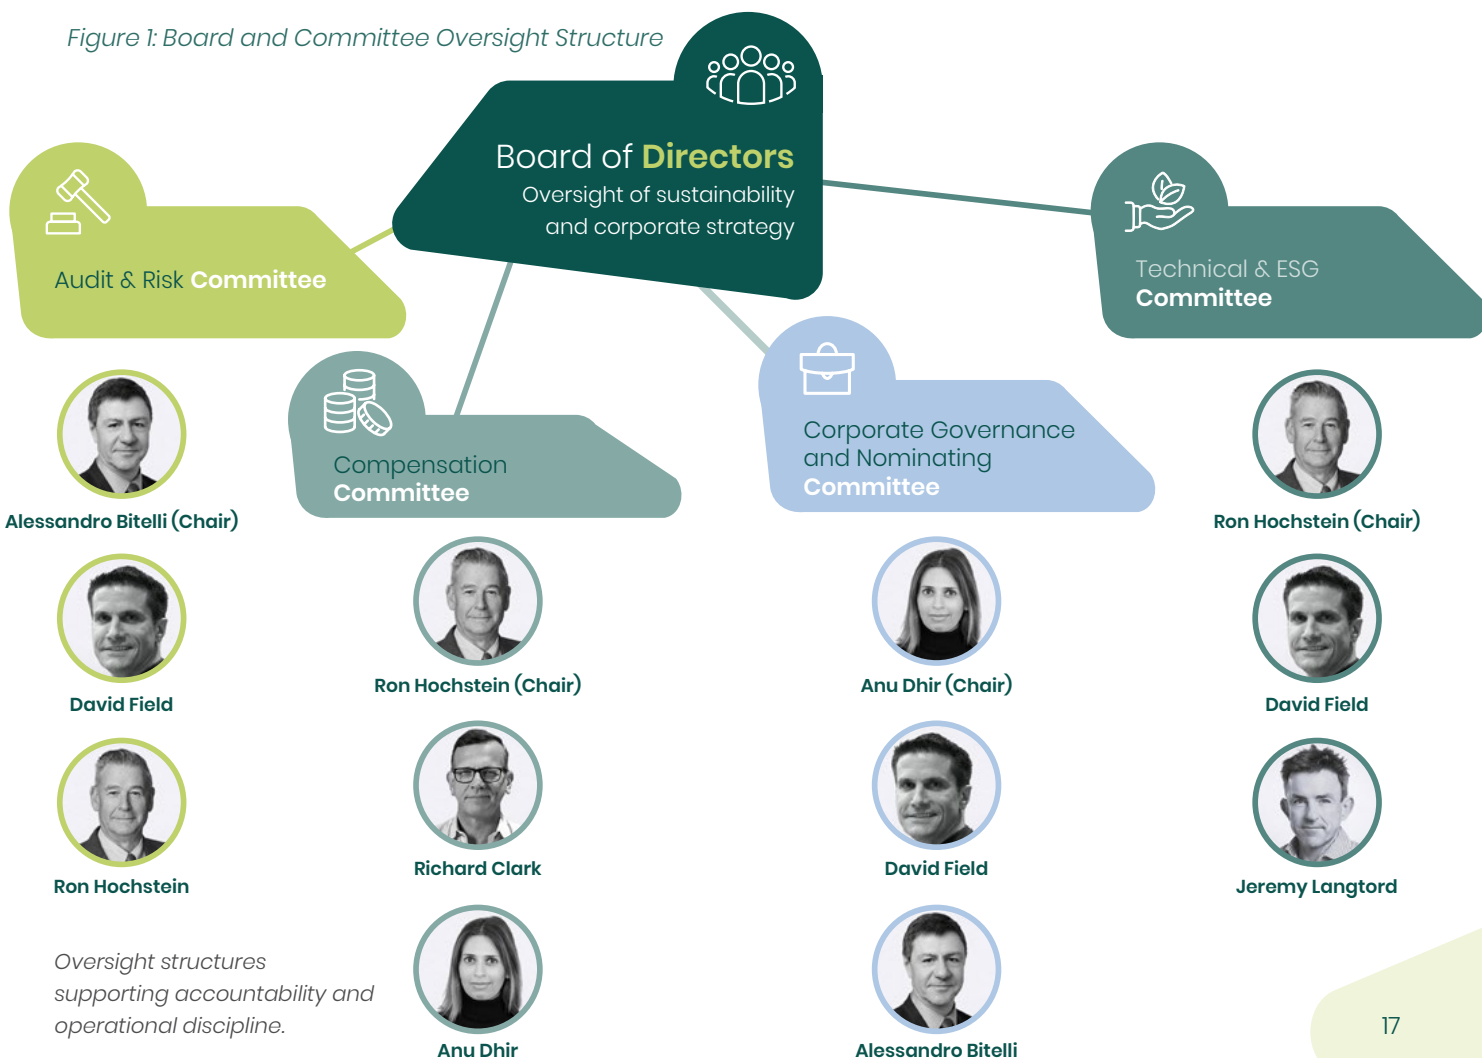 Figure 1: Board and Committee Oversight Structure
Board of Directors
Oversight of sustainability
and corporate strategy
Audit & Risk Committee
Alessandro Bitelli (Chair)
David Field
Ron Hochstein
Compensation
Committee
Ron Hochstein (Chair)
Richard Clark
Anu Dhir
Corporate Governance
and Nominating
Committee
Anu Dhir (Chair)
David Field
Alessandro Bitelli
Technical & ESG
Committee
Ron Hochstein (Chair)
David Field
Jeremy Langtord
Oversight structures
supporting accountability and
operational discipline.
17